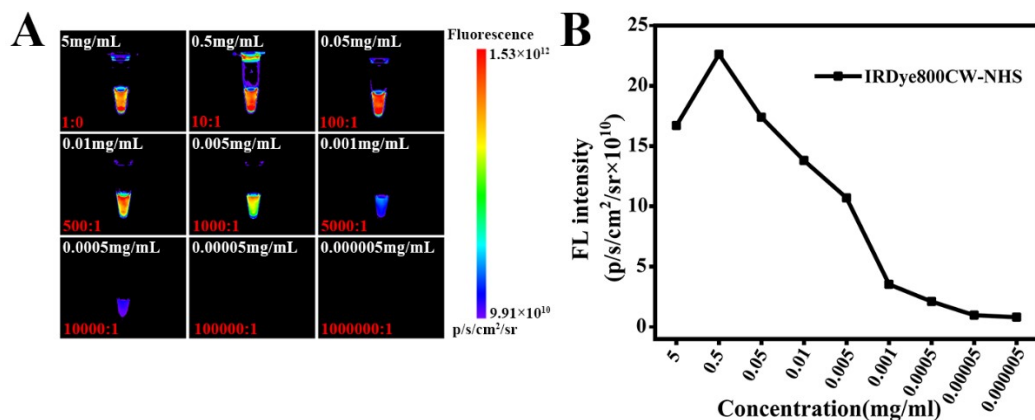 A
5mg/mL
0.5mg/mL
0.05mg/mL
1:0
10:1
100:1
0.01mg/mL
0.005mg/mL
0.001mg/mL
500:1
1000:1
5000:1
0.0005mg/mL
0.00005mg/mL
0.000005mg/mL
10000:1
100000:1
1000000:1
Fluorescence
1.53×10¹²
9.91×10¹⁰
p/s/cm²/sr
B
IRDye800CW-NHS
FL intensity
(p/s/cm²/sr×10¹⁰)
25
20
15
10
5
0
5
0.5
0.05
0.01
0.005
0.001
0.0005
0.00005
0.000005
Concentration(mg/ml)